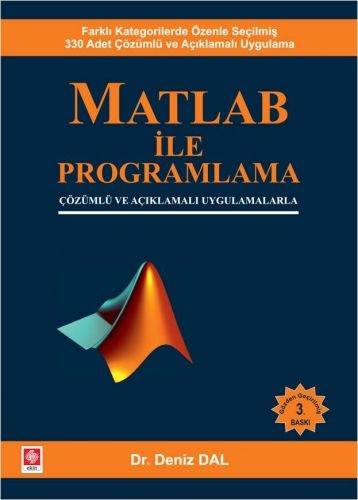 Farklı Kategorilerde Özenle Seçilmiş
330 Adet Çözümlü ve Açıklamalı Uygulama
MATLAB
İLE
PROGRAMLAMA
ÇÖZÜMLÜ VE AÇIKLAMALI UYGULAMALARLA
Gözden Geçirilmiş
3.
BASKI
Dr. Deniz DAL
ekin